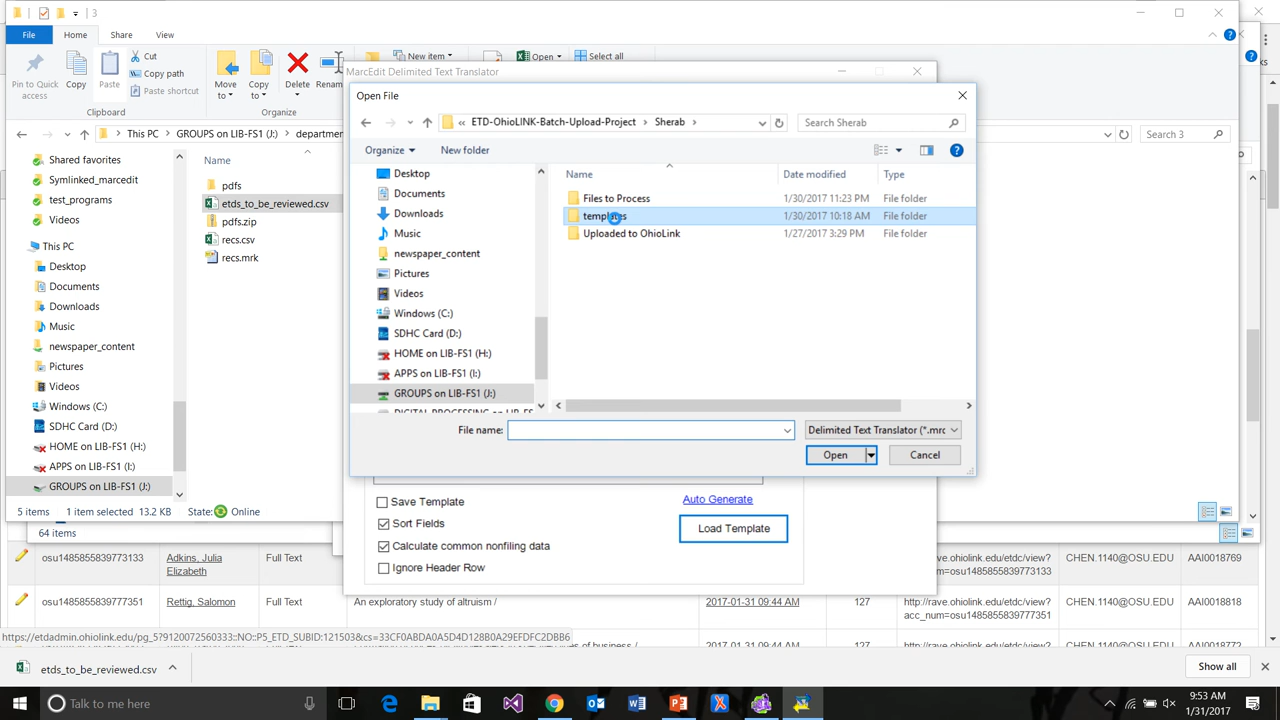 3
File Home Share View
Pin to Quick access Copy Paste Cut Copy path Paste shortcut Move to Copy to Delete Renam New item Open Select all
Clipboard Organize
This PC GROUPS on LIB-FS1 (J:) departmen Search 3
Shared favorites
Symlinked_marcedit
test_programs
Videos
This PC
Desktop
Documents
Downloads
Music
newspaper_content
Pictures
Videos
Windows (C:)
SDHC Card (D:)
HOME on LIB-FS1 (H:)
APPS on LIB-FS1 (I:)
GROUPS on LIB-FS1 (J:)
Name
pdfs
etds_to_be_reviewed.csv
pdfs.zip
recs.csv
recs.mrk
5 items 1 item selected 13.2 KB State: Online
64 items
MarcEdit Delimited Text Translator
Open File
« ETD-OhioLINK-Batch-Upload-Project Sherab Search Sherab
Organize New folder
Desktop
Documents
Downloads
Music
newspaper_content
Pictures
Videos
Windows (C:)
SDHC Card (D:)
HOME on LIB-FS1 (H:)
APPS on LIB-FS1 (I:)
GROUPS on LIB-FS1 (J:)
DIGITAL PROCESSING on LIB-FS
Name Date modified Type
Files to Process 1/30/2017 11:23 PM File folder
templates 1/30/2017 10:18 AM File folder
Uploaded to OhioLink 1/27/2017 3:29 PM File folder
File name: Delimited Text Translator (*.mrc
Open Cancel
Save Template Auto Generate
Sort Fields Load Template
Calculate common nonfiling data
Ignore Header Row
osu1485855839773133 Adkins, Julia Elizabeth Full Text num=osu1485855839773133 http://rave.ohiolink.edu/etdc/view? CHEN.1140@OSU.EDU AAI0018769
osu1485855839777351 Rettig, Salomon Full Text An exploratory study of altruism / 2017-01-31 09:44 AM 127 http://rave.ohiolink.edu/etdc/view? acc_num=osu1485855839777351 CHEN.1140@OSU.EDU AAI0018818
https://etdadmin.ohiolink.edu/pg_579120072560333::NO::P5_ETD_SUBID:121503&cs=33CF0ABDA0A5D4D128B0A29EFDFC2DBB6
etds_to_be_reviewed.csv Show all
Talk to me 9:53 AM
1/31/2017